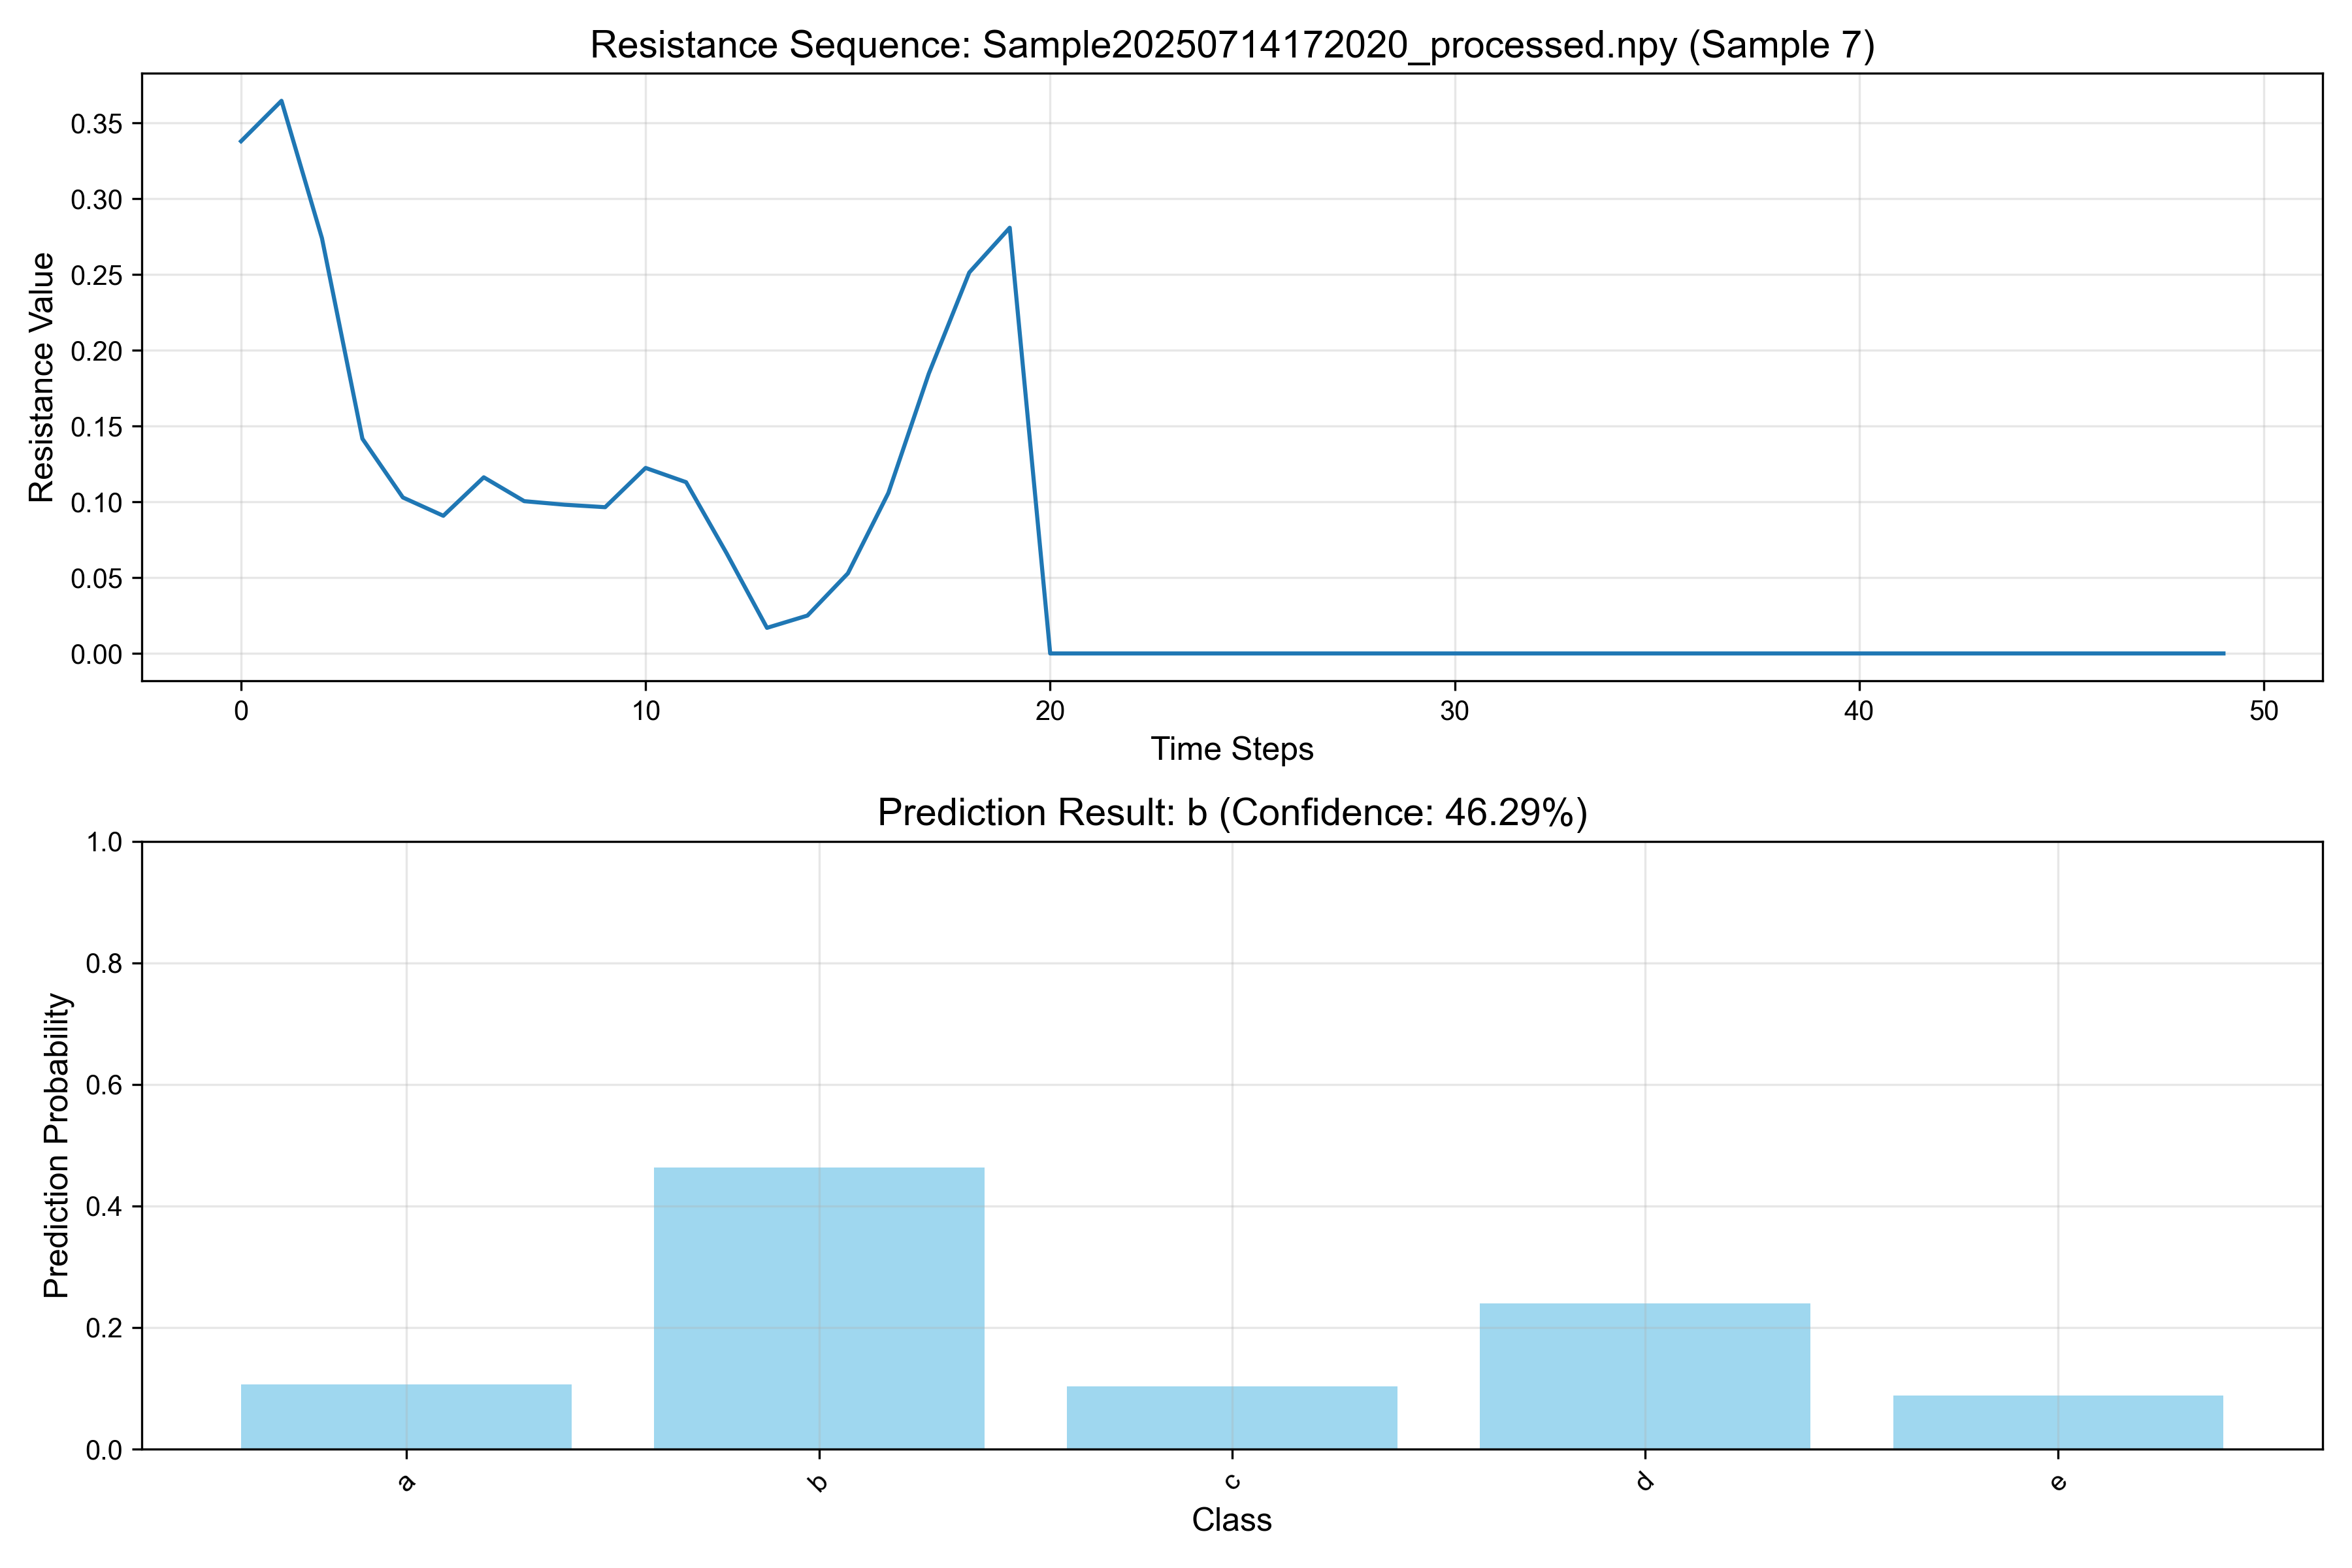 Resistance Sequence: Sample20250714172020_processed.npy (Sample 7)
Resistance Value
0.35
0.30
0.25
0.20
0.15
0.10
0.05
0.00
0 10 20 30 40 50
Time Steps
Prediction Result: b (Confidence: 46.29%)
Prediction Probability
1.0
0.8
0.6
0.4
0.2
0.0
a b c d e
Class